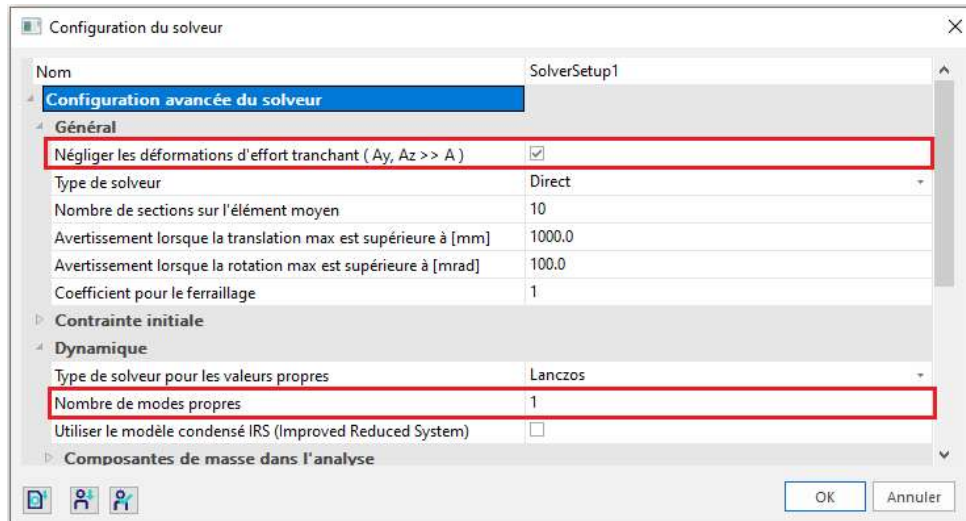 Configuration du solveur
Nom SolverSetup1
Configuration avancée du solveur
Général
Négliger les déformations d'effort tranchant ( Ay, Az >> A )
Type de solveur Direct
Nombre de sections sur l'élément moyen 10
Avertissement lorsque la translation max est supérieure à [mm] 1000.0
Avertissement lorsque la rotation max est supérieure à [mrad] 100.0
Coefficient pour le ferraillage 1
Contrainte initiale
Dynamique
Type de solveur pour les valeurs propres Lanczos
Nombre de modes propres 1
Utiliser le modèle condensé IRS (Improved Reduced System)
Composantes de masse dans l'analyse
OK Annuler